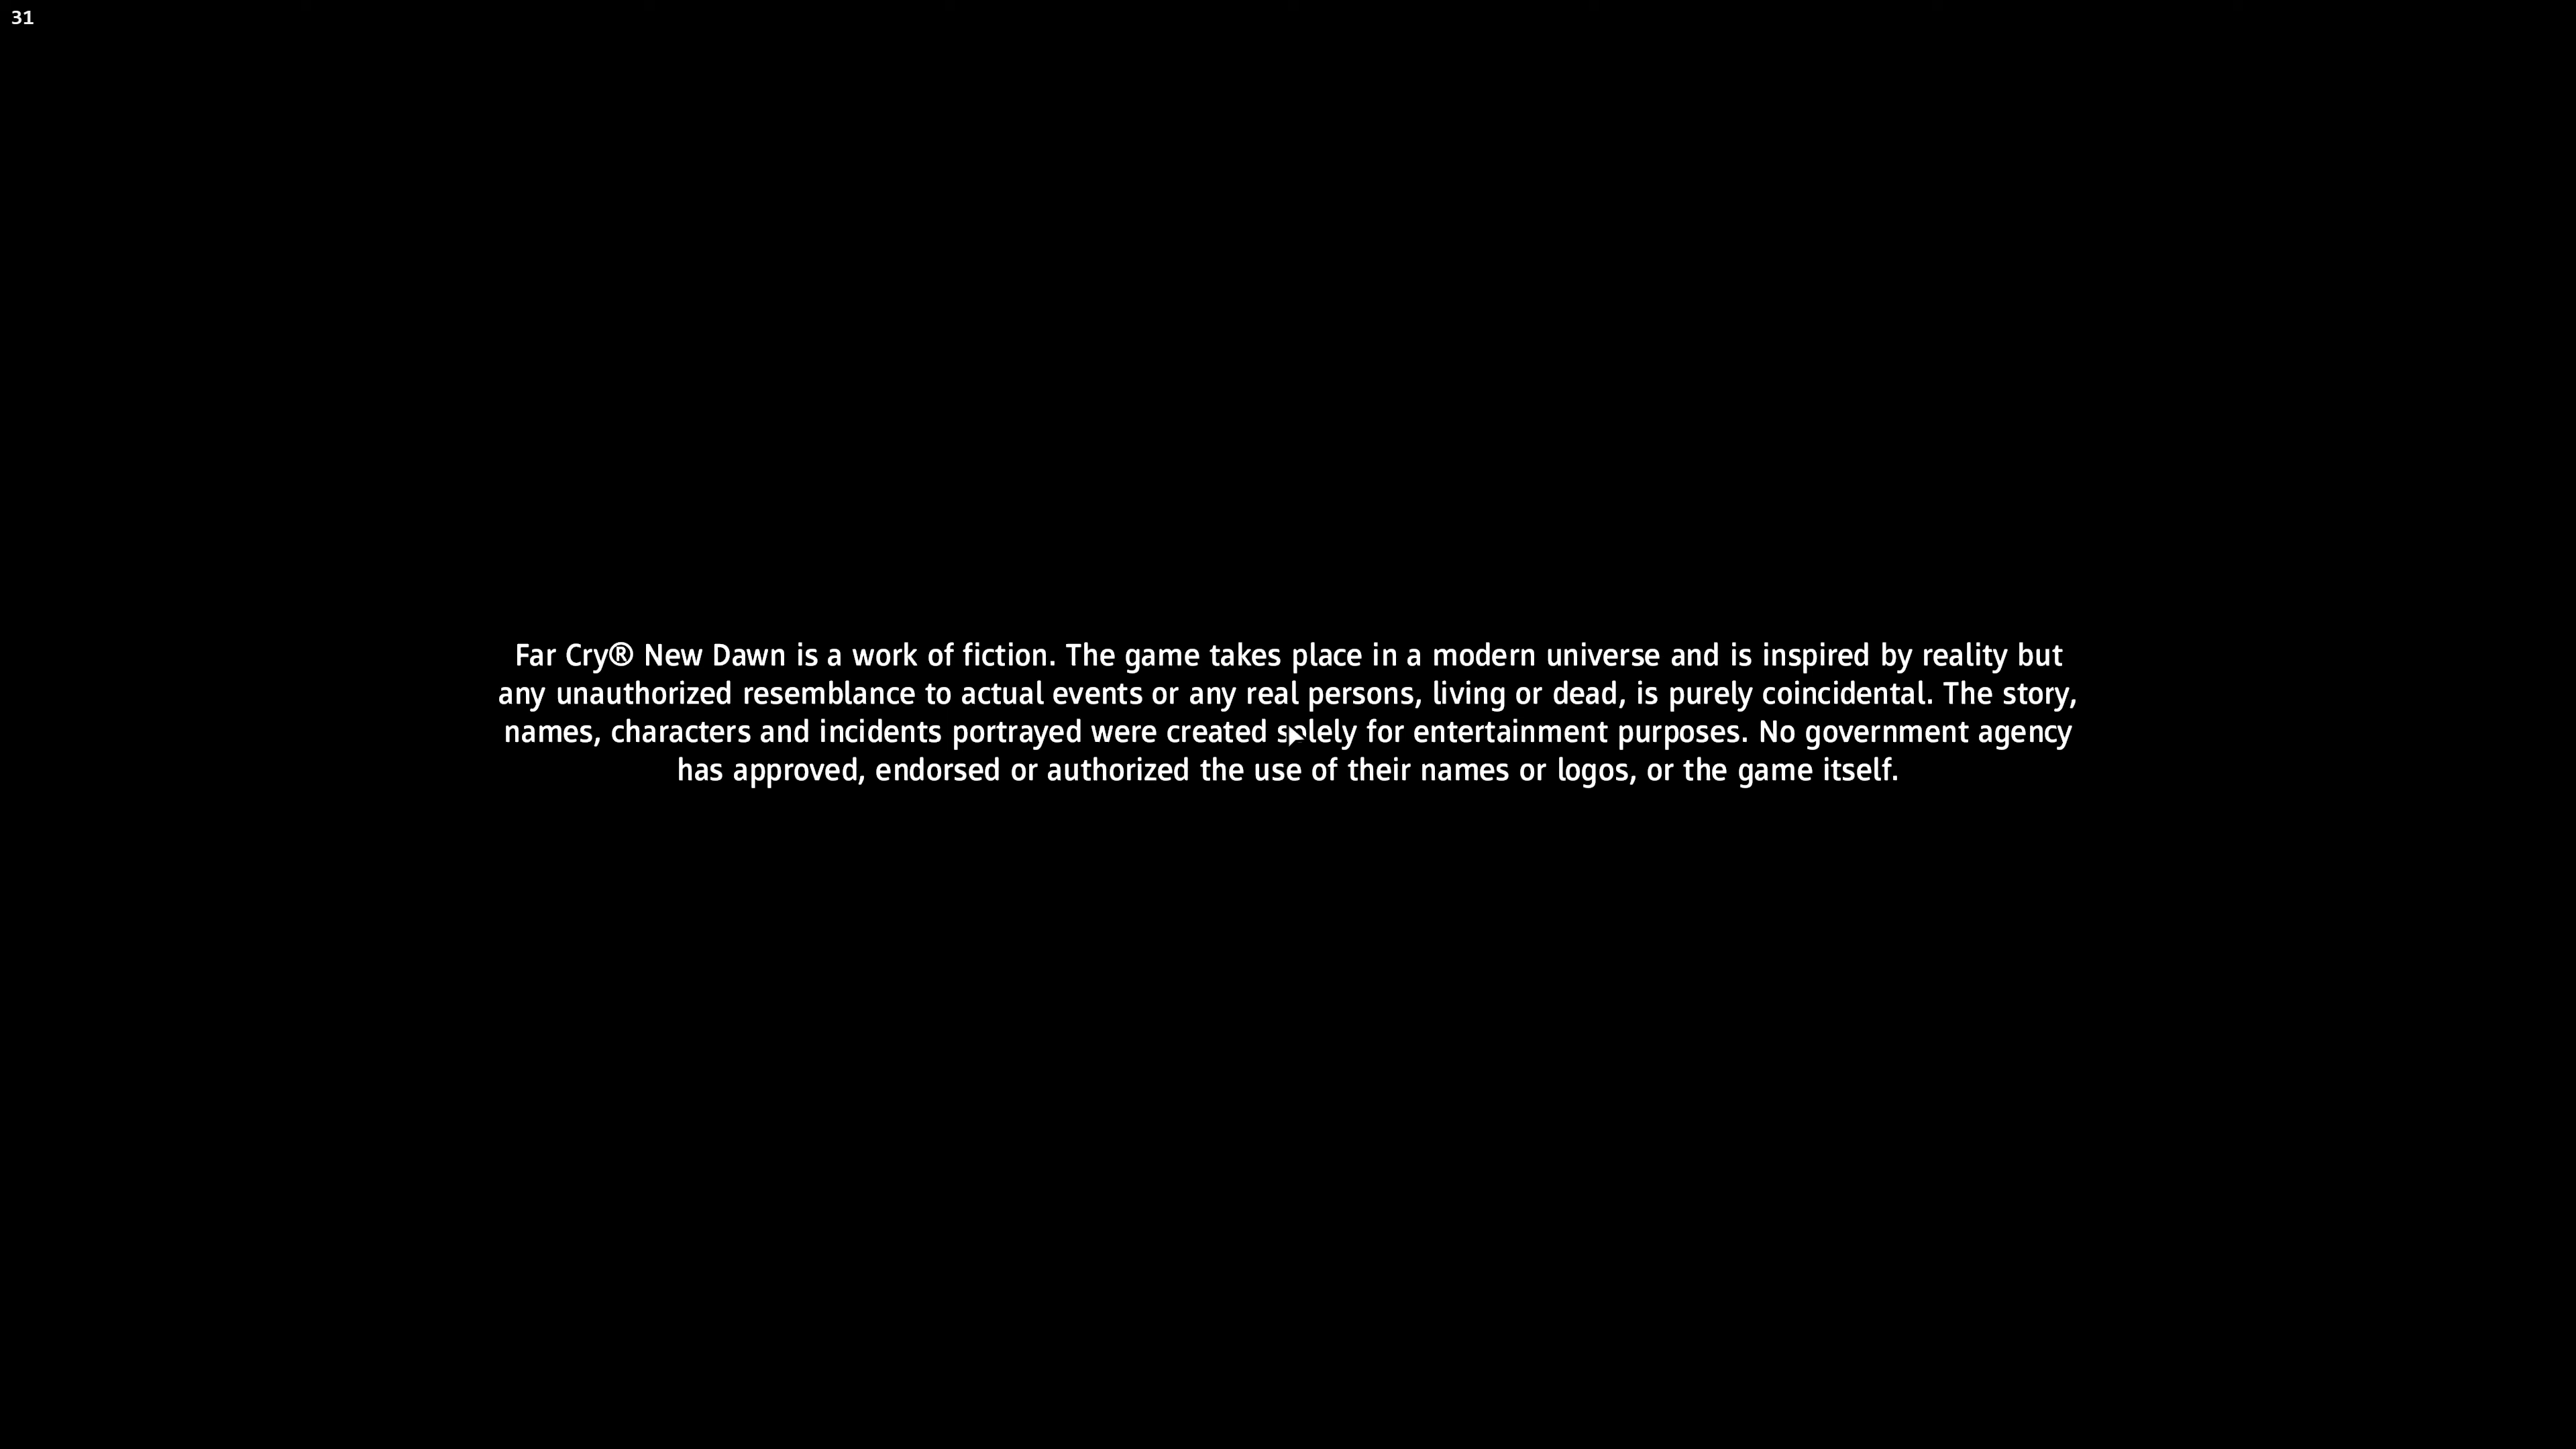 31
Far Cry® New Dawn is a work of fiction. The game takes place in a modern universe and is inspired by reality but
any unauthorized resemblance to actual events or any real persons, living or dead, is purely coincidental. The story,
names, characters and incidents portrayed were created solely for entertainment purposes. No government agency
has approved, endorsed or authorized the use of their names or logos, or the game itself.